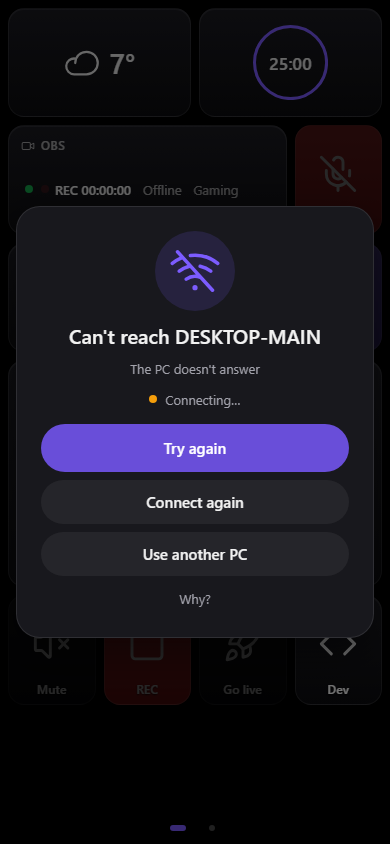 7°
25:00
OBS
REC 00:00:00 Offline Gaming
Can't reach DESKTOP-MAIN
The PC doesn't answer
Connecting...
Try again
Connect again
Use another PC
Why?
Mute
REC
Go live
Dev